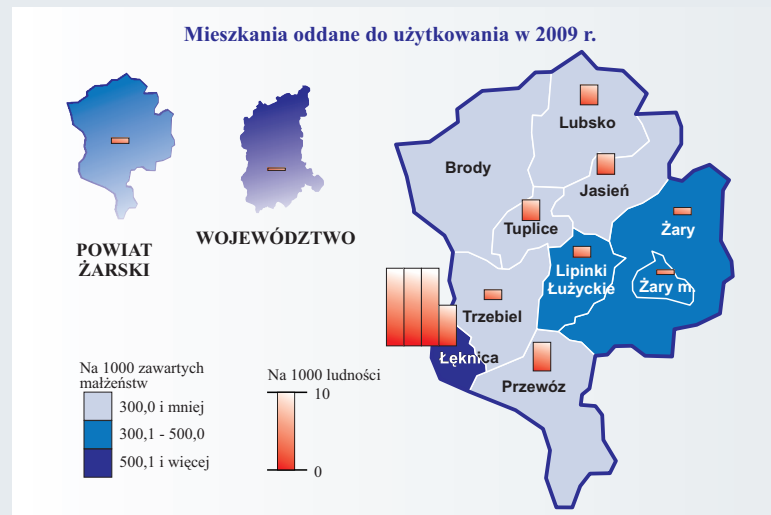 Mieszkania oddane do użytkowania w 2009 r.
Lubsko
Brody
Jasień
Tuplice
Żary
POWIAT
ŻARSKI
WOJEWÓDZTWO
Lipinki
Łużyckie
Żary m.
Trzebiel
Łęknica
Przewóz
Na 1000 zawartych
małżeństw
300,0 i mniej
300,1 - 500,0
500,1 i więcej
Na 1000 ludności
10
0